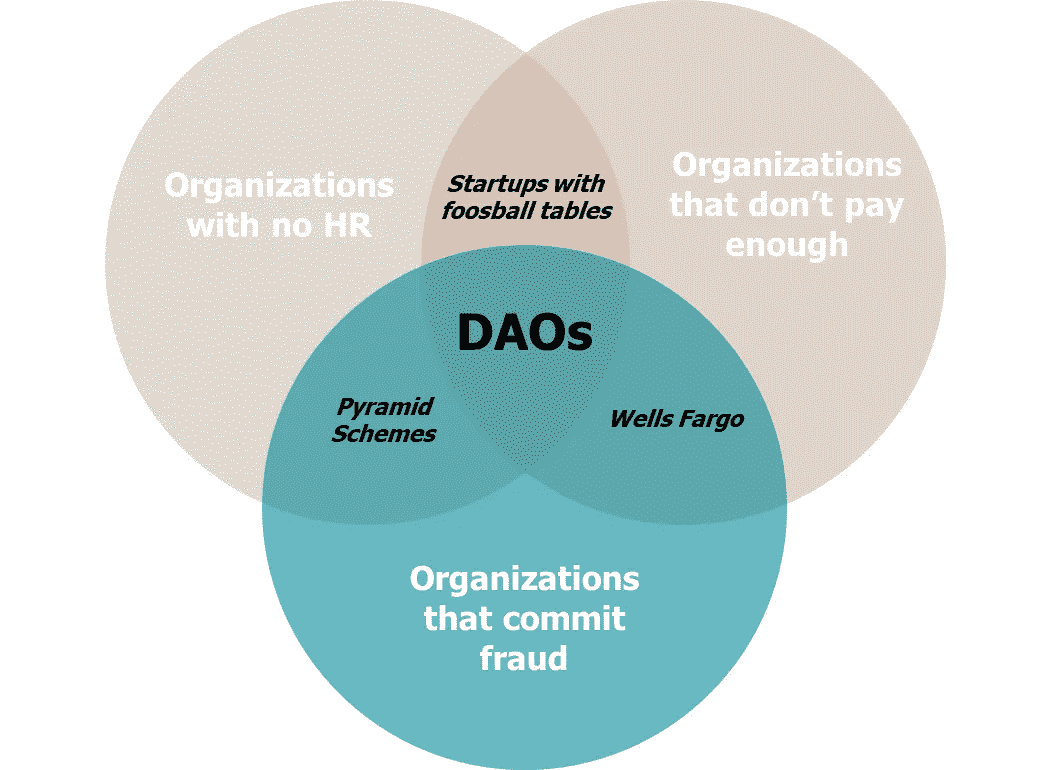 Organizations
with no HR
Startups with
foosball tables
Organizations
that don't pay
enough
DAOs
Pyramid
Schemes
Wells Fargo
Organizations
that commit
fraud